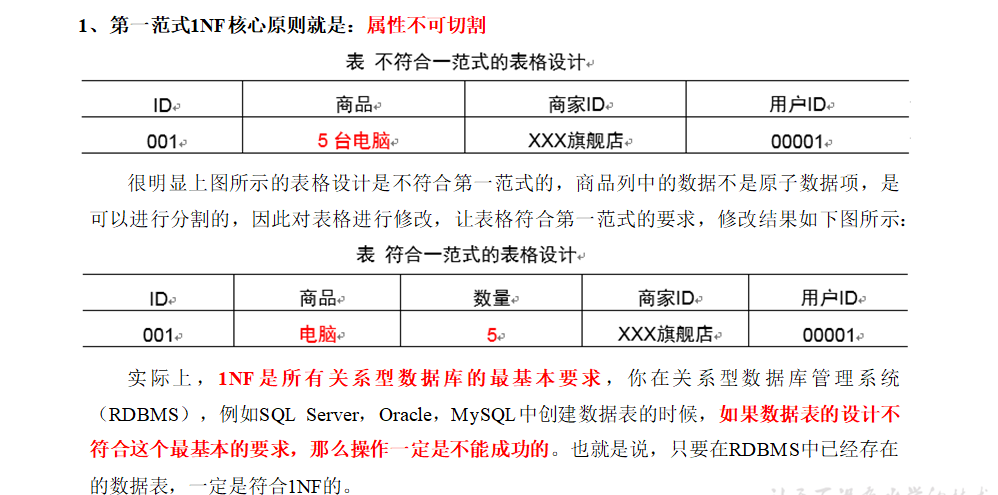 1、第一范式1NF核心原则就是：属性不可切割
表 不符合一范式的表格设计
ID 商品 商家ID 用户ID
001 5 台电脑 XXX旗舰店 00001
很明显上图所示的表格设计是不符合第一范式的，商品列中的数据不是原子数据项，是
可以进行分割的，因此对表格进行修改，让表格符合第一范式的要求，修改结果如下图所示：
表 符合一范式的表格设计
ID 商品 数量 商家ID 用户ID
001 电脑 5 XXX旗舰店 00001
实际上，1NF是所有关系型数据库的最基本要求，你在关系型数据库管理系统
（RDBMS），例如SQL Server，Oracle，MySQL中创建数据表的时候，如果数据表的设计不
符合这个最基本的要求，那么操作一定是不能成功的。也就是说，只要在RDBMS中已经存在
的数据表，一定是符合1NF的。